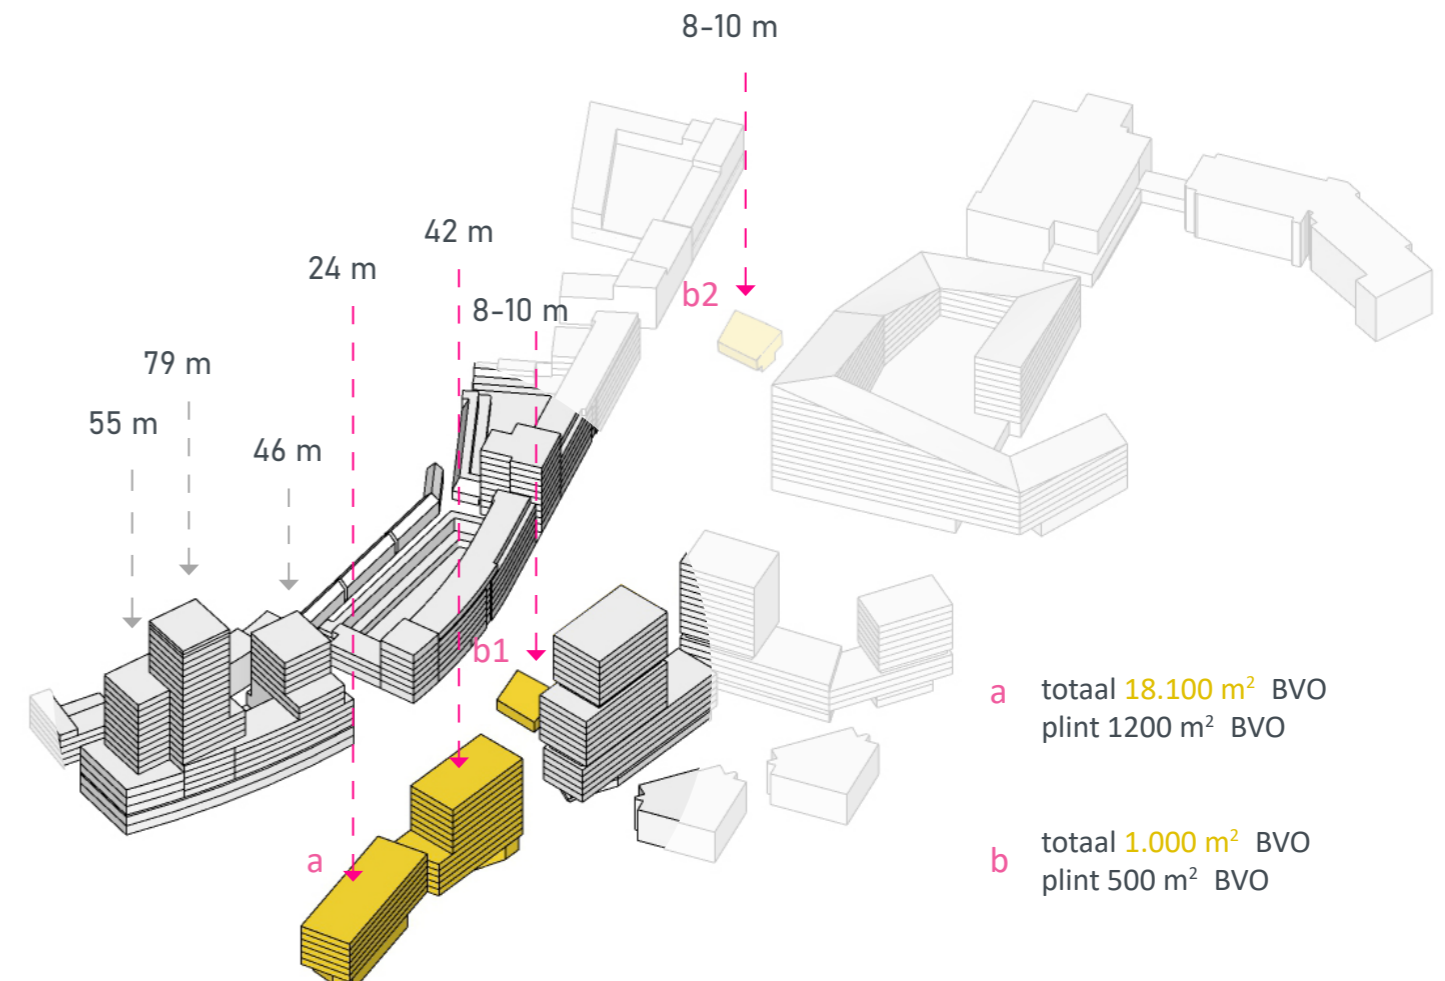 8-10 m
42 m
24 m
b2
8-10 m
79 m
55 m
46 m
b1
a totaal 18.100 m² BVO
plint 1200 m² BVO
a
b totaal 1.000 m² BVO
plint 500 m² BVO